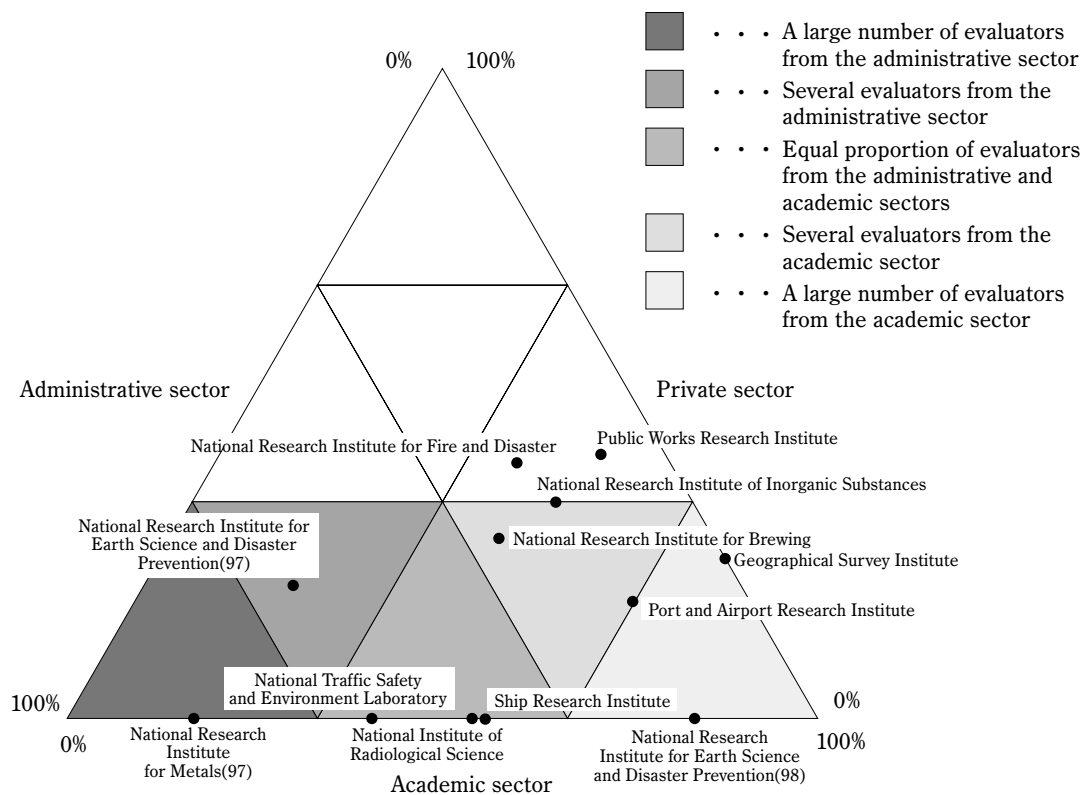 0% 100%
· · · A large number of evaluators
from the administrative sector
· · · Several evaluators from the
administrative sector
· · · Equal proportion of evaluators
from the administrative and
academic sectors
· · · Several evaluators from the
academic sector
· · · A large number of evaluators
from the academic sector
Administrative sector
Private sector
National Research Institute for Fire and Disaster
Public Works Research Institute
National Research Institute of Inorganic Substances
National Research Institute for
Earth Science and Disaster
Prevention(97)
National Research Institute for Brewing
Geographical Survey Institute
Port and Airport Research Institute
National Traffic Safety
and Environment Laboratory
Ship Research Institute
100%
0%
0%
100%
National Research
Institute
for Metals(97)
National Institute of
Radiological Science
National Research
Institute for Earth Science
and Disaster Prevention(98)
Academic sector